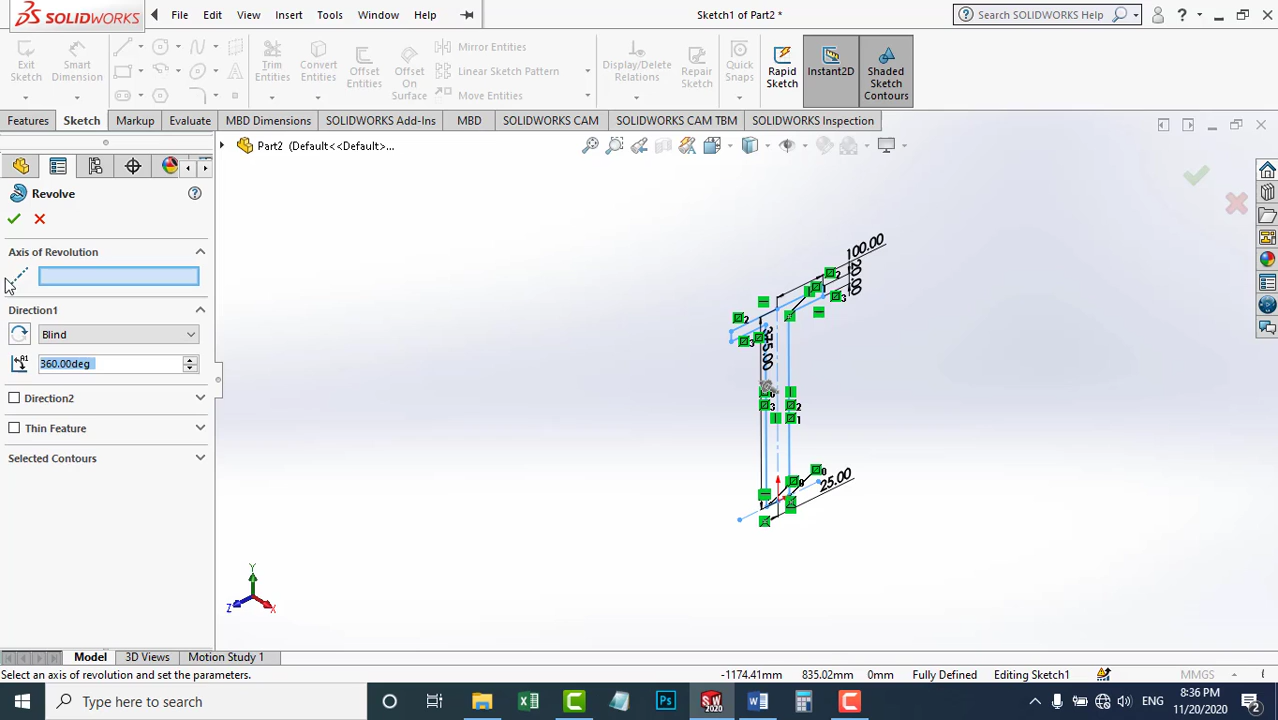 SOLIDWORKS
File Edit View Insert Tools Window Help
Sketch1 of Part2 *
Search SOLIDWORKS Help
Exit Sketch
Smart Dimension
Trim Entities
Convert Entities
Offset Entities
Offset On Surface
Mirror Entities
Linear Sketch Pattern
Move Entities
Display/Delete Relations
Repair Sketch
Quick Snaps
Rapid Sketch
Instant2D
Shaded Sketch Contours
Features Sketch Markup Evaluate MBD Dimensions SOLIDWORKS Add-Ins MBD SOLIDWORKS CAM SOLIDWORKS CAM TBM SOLIDWORKS Inspection
Part2 (Default<<Default>...
Revolve
Axis of Revolution
Direction1
Blind
360.00deg
Direction2
Thin Feature
Selected Contours
100.00
375.00
25.00
Y
Z X
Model 3D Views Motion Study 1
Select an axis of revolution and set the parameters.
-1174.41mm 835.02mm 0mm Fully Defined Editing Sketch1 MMGS
Type here to search
ENG
8:36 PM
11/20/2020